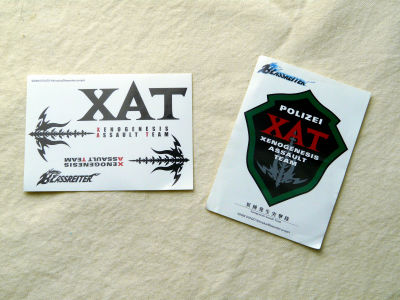 XAT
XENOGENESIS
ASSAULT TEAM
XENOGENESIS
ASSAULT TEAM
BLASSREITER
BLASSREITER
POLIZEI
XAT
XENOGENESIS
ASSAULT
TEAM